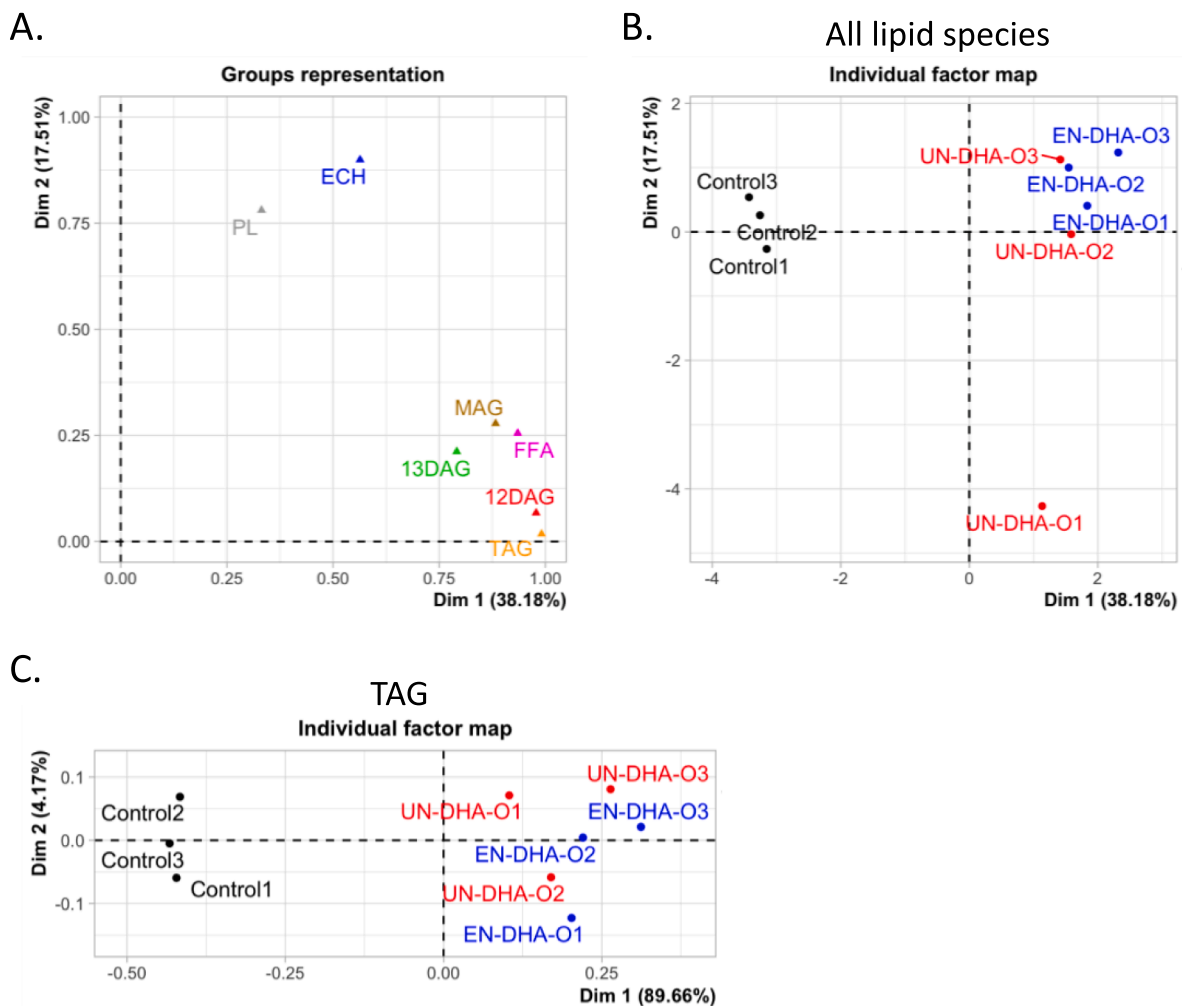 A.
Groups representation
Dim 2 (17.51%)
1.00
0.75
0.50
0.25
0.00
ECH
PL
MAG
FFA
13DAG
12DAG
TAG
0.00 0.25 0.50 0.75 1.00
Dim 1 (38.18%)
B.
All lipid species
Individual factor map
Dim 2 (17.51%)
2
0
-2
-4
EN-DHA-O3
UN-DHA-O3
EN-DHA-O2
Control3
EN-DHA-O1
Control2
UN-DHA-O2
Control1
UN-DHA-O1
-4 -2 0 2
Dim 1 (38.18%)
C.
TAG
Individual factor map
Dim 2 (4.17%)
0.1
0.0
-0.1
UN-DHA-O3
Control2
UN-DHA-O1
EN-DHA-O3
Control3
EN-DHA-O2
Control1
UN-DHA-O2
EN-DHA-O1
-0.50 -0.25 0.00 0.25
Dim 1 (89.66%)